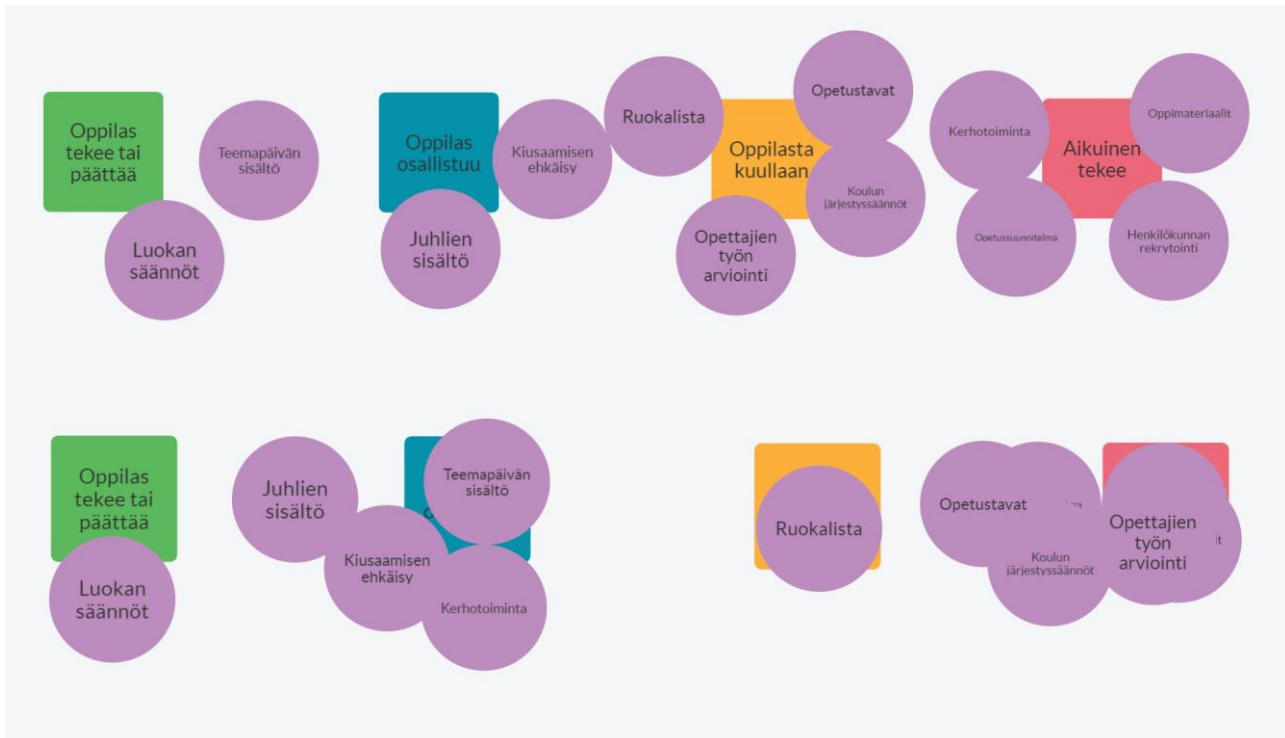 Oppilas
tekee tai
päättää
Teemapäivän
sisältö
Luokan
säännöt
Oppilas
osallistuu
Kiusaamisen
ehkäisy
Juhlien
sisältö
Ruokalista
Oppilasta
kuullaan
Opetustavat
Koulun
järjestyssäännöt
Opettajien
työn
arviointi
Kerhotoiminta
Aikuinen
tekee
Oppimateriaalit
Opetussuunnitelma
Henkilökunnan
rekrytointi
Oppilas
tekee tai
päättää
Luokan
säännöt
Juhlien
sisältö
Teemapäivän
sisältö
Kiusaamisen
ehkäisy
Kerhotoiminta
Ruokalista
Opetustavat
Koulun
järjestyssäännöt
Opettajien
työn
arviointi
it